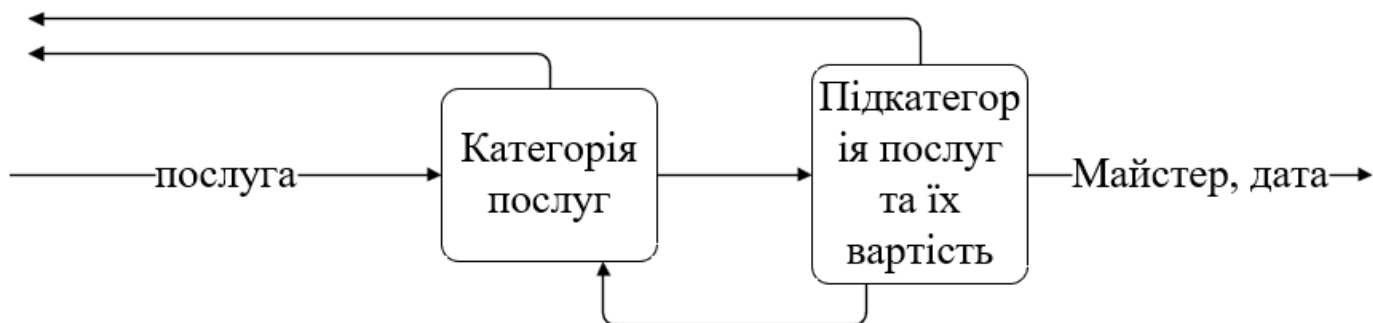 послуга
Категорія
послуг
Підкатегор
ія послуг
та їх
вартість
Майстер, дата